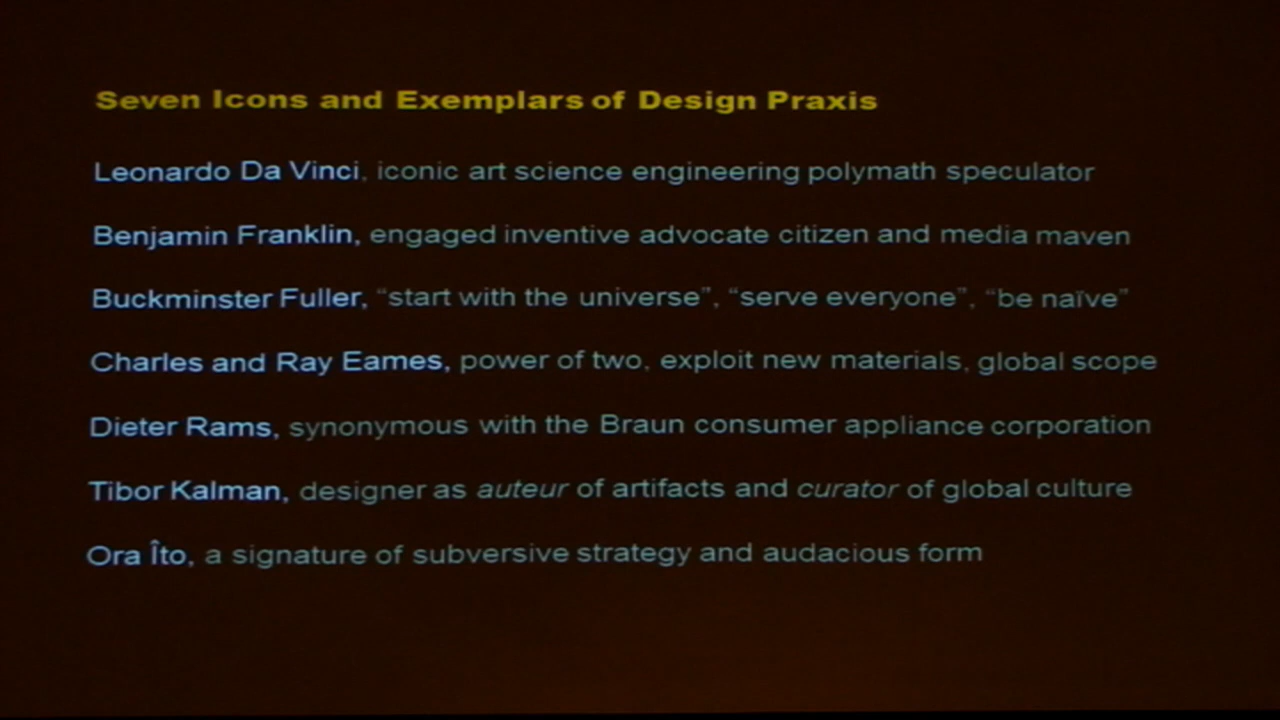 Seven Icons and Exemplars of Design Praxis
Leonardo Da Vinci, iconic art science engineering polymath speculator
Benjamin Franklin, engaged inventive advocate citizen and media maven
Buckminster Fuller, “start with the universe”, “serve everyone”, “be naïve”
Charles and Ray Eames, power of two, exploit new materials, global scope
Dieter Rams, synonymous with the Braun consumer appliance corporation
Tibor Kalman, designer as auteur of artifacts and curator of global culture
Ora Îto, a signature of subversive strategy and audacious form